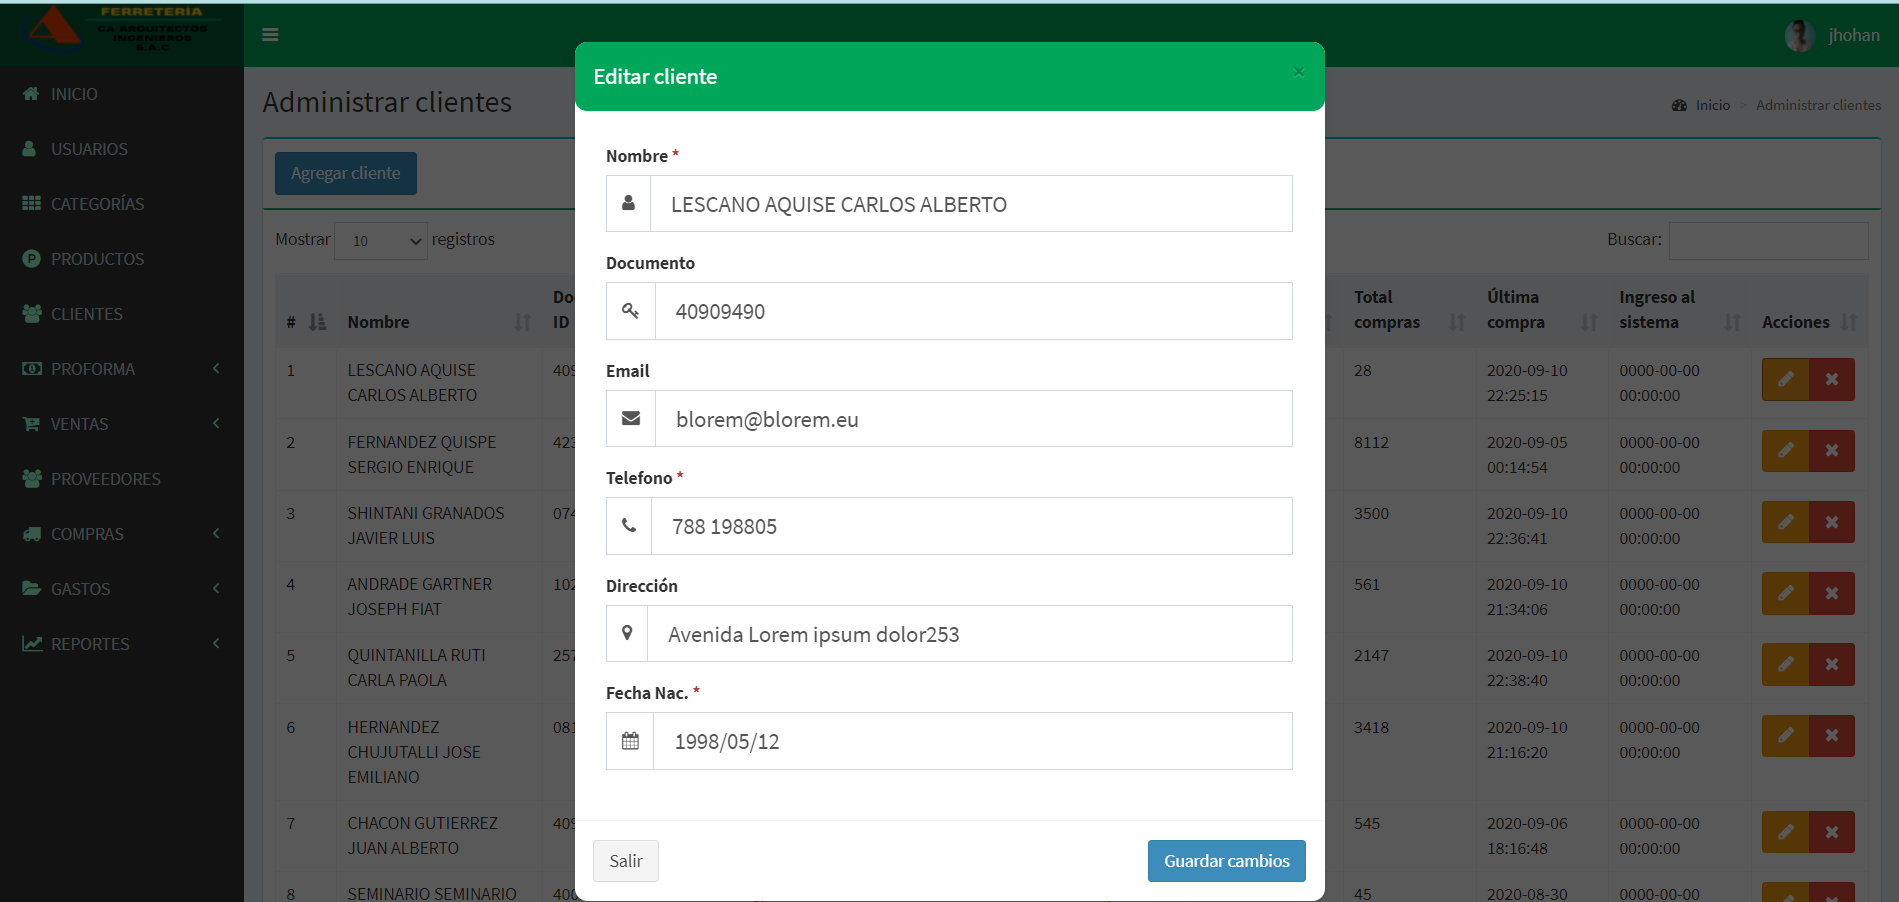 FERRETERÍA
CA ARQUITECTOS
INGENIEROS
S.A.C
jhohan
INICIO
USUARIOS
CATEGORÍAS
PRODUCTOS
CLIENTES
PROFORMA
VENTAS
PROVEEDORES
COMPRAS
GASTOS
REPORTES
Administrar clientes
Inicio > Administrar clientes
Agregar cliente
Mostrar 10 registros
Buscar:
# Nombre
ID
Total compras
Última compra
Ingreso al sistema
Acciones
1 LESCANO AQUISE 28 2020-09-10 0000-00-00
CARLOS ALBERTO 22:25:15 00:00:00
2 FERNANDEZ QUISPE 8112 2020-09-05 0000-00-00
SERGIO ENRIQUE 00:14:54 00:00:00
3 SHINTANI GRANADOS 3500 2020-09-10 0000-00-00
JAVIER LUIS 22:36:41 00:00:00
4 ANDRADE GARTNER 561 2020-09-10 0000-00-00
JOSEPH FIAT 21:34:06 00:00:00
5 QUINTANILLA RUTI 2147 2020-09-10 0000-00-00
CARLA PAOLA 22:38:40 00:00:00
6 HERNANDEZ 3418 2020-09-10 0000-00-00
CHUJUTALLI JOSE 21:16:20 00:00:00
EMILIANO
7 CHACON GUTIERREZ 545 2020-09-06 0000-00-00
JUAN ALBERTO 18:16:48 00:00:00
8 SEMINARIO SEMINARIO 45 2020-08-30 0000-00-00
Editar cliente ×
Nombre *
LESCANO AQUISE CARLOS ALBERTO
Documento
40909490
Email
blorem@blorem.eu
Telefono *
788 198805
Dirección
Avenida Lorem ipsum dolor253
Fecha Nac. *
1998/05/12
Salir
Guardar cambios